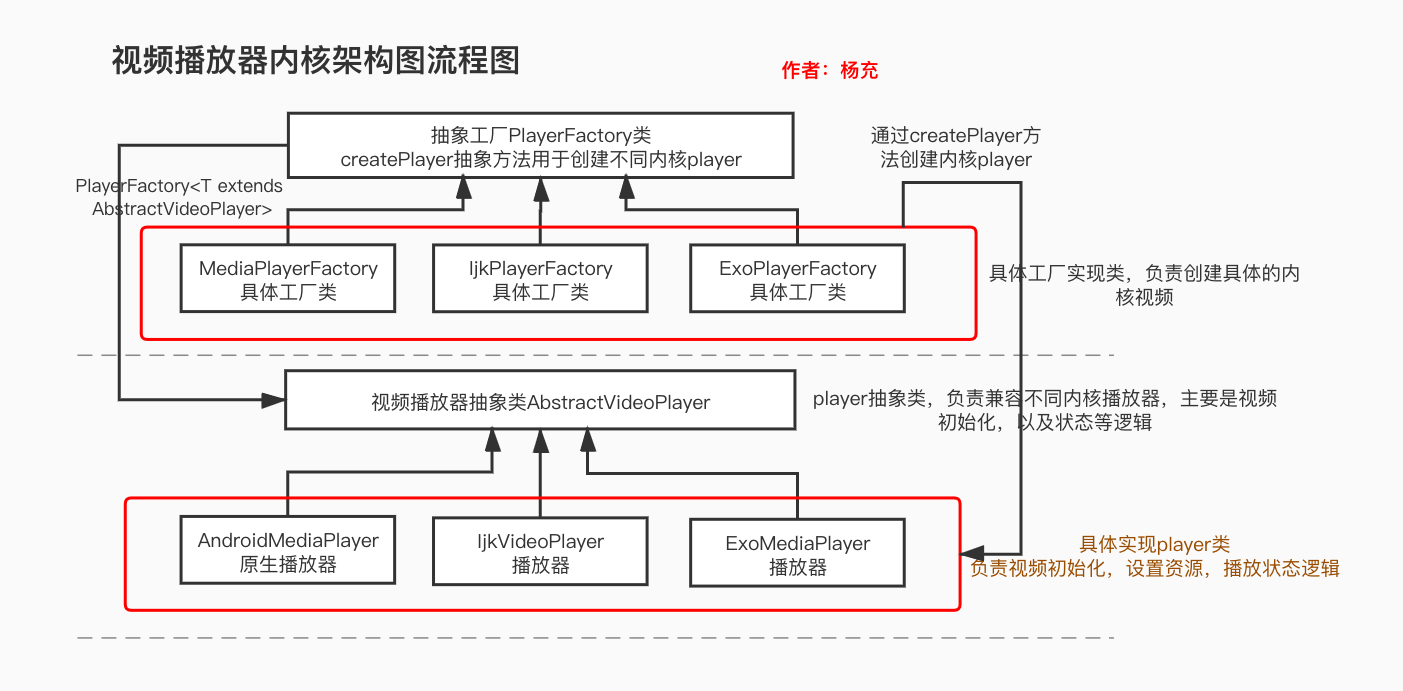 视频播放器内核架构图流程图
作者：杨充
抽象工厂PlayerFactory类
createPlayer抽象方法用于创建不同内核player
通过createPlayer方
法创建内核player
PlayerFactory<T extends
AbstractVideoPlayer>
MediaPlayerFactory
具体工厂类
IjkPlayerFactory
具体工厂类
ExoPlayerFactory
具体工厂类
具体工厂实现类，负责创建具体的内
核视频
视频播放器抽象类AbstractVideoPlayer
player抽象类，负责兼容不同内核播放器，主要是视频
初始化，以及状态等逻辑
AndroidMediaPlayer
原生播放器
IjkVideoPlayer
播放器
ExoMediaPlayer
播放器
具体实现player类
负责视频初始化，设置资源，播放状态逻辑